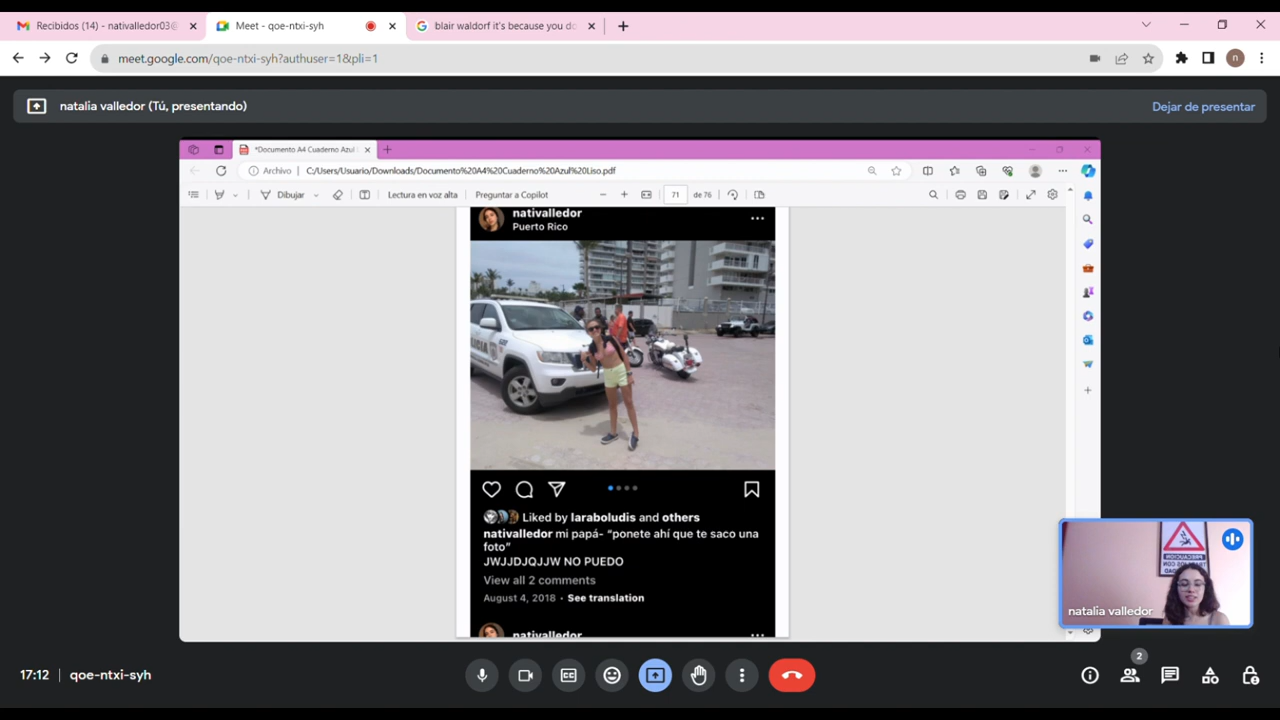 Recibidos (14) - nativalledor03@
Meet - qoe-ntxi-syh
blair waldorf it's because you do
meet.google.com/qoe-ntxi-syh?authuser=1&pli=1
n
natalia valledor (Tú, presentando)
Dejar de presentar
*Documento A4 Cuaderno Azul
Archivo
C:/Users/Usuario/Downloads/Documento%20A4%20Cuaderno%20Azul%20Liso.pdf
Dibujar
Lectura en voz alta
Preguntar a Copilot
71
de 76
nativalledor
Puerto Rico
Liked by laraboludis and others
nativalledor mi papá- “ponete ahí que te saco una
foto”
JWJJDJQJJW NO PUEDO
View all 2 comments
August 4, 2018 • See translation
nativalledor
PRECAUCION
natalia valledor
17:12
qoe-ntxi-syh
2